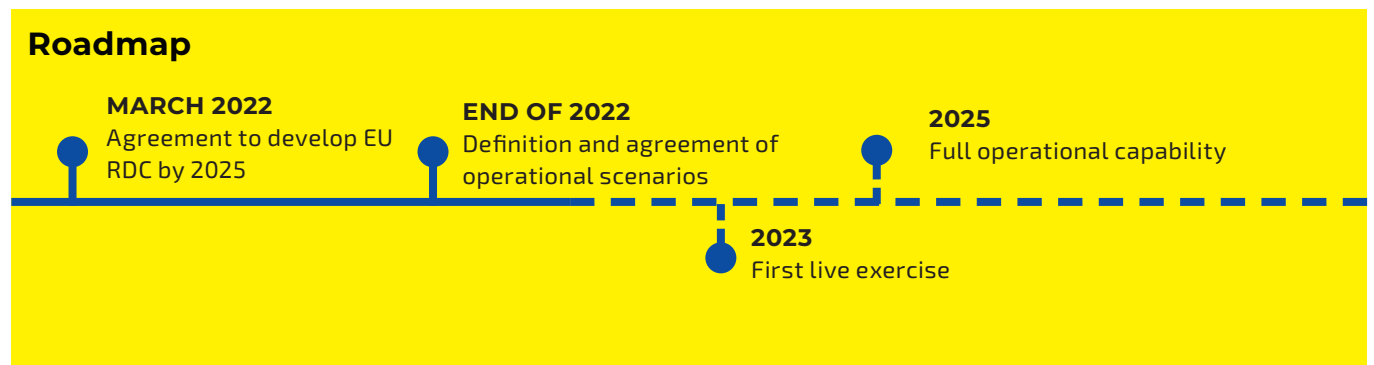 Roadmap
MARCH 2022
Agreement to develop EU
RDC by 2025
END OF 2022
Definition and agreement of
operational scenarios
2023
First live exercise
2025
Full operational capability